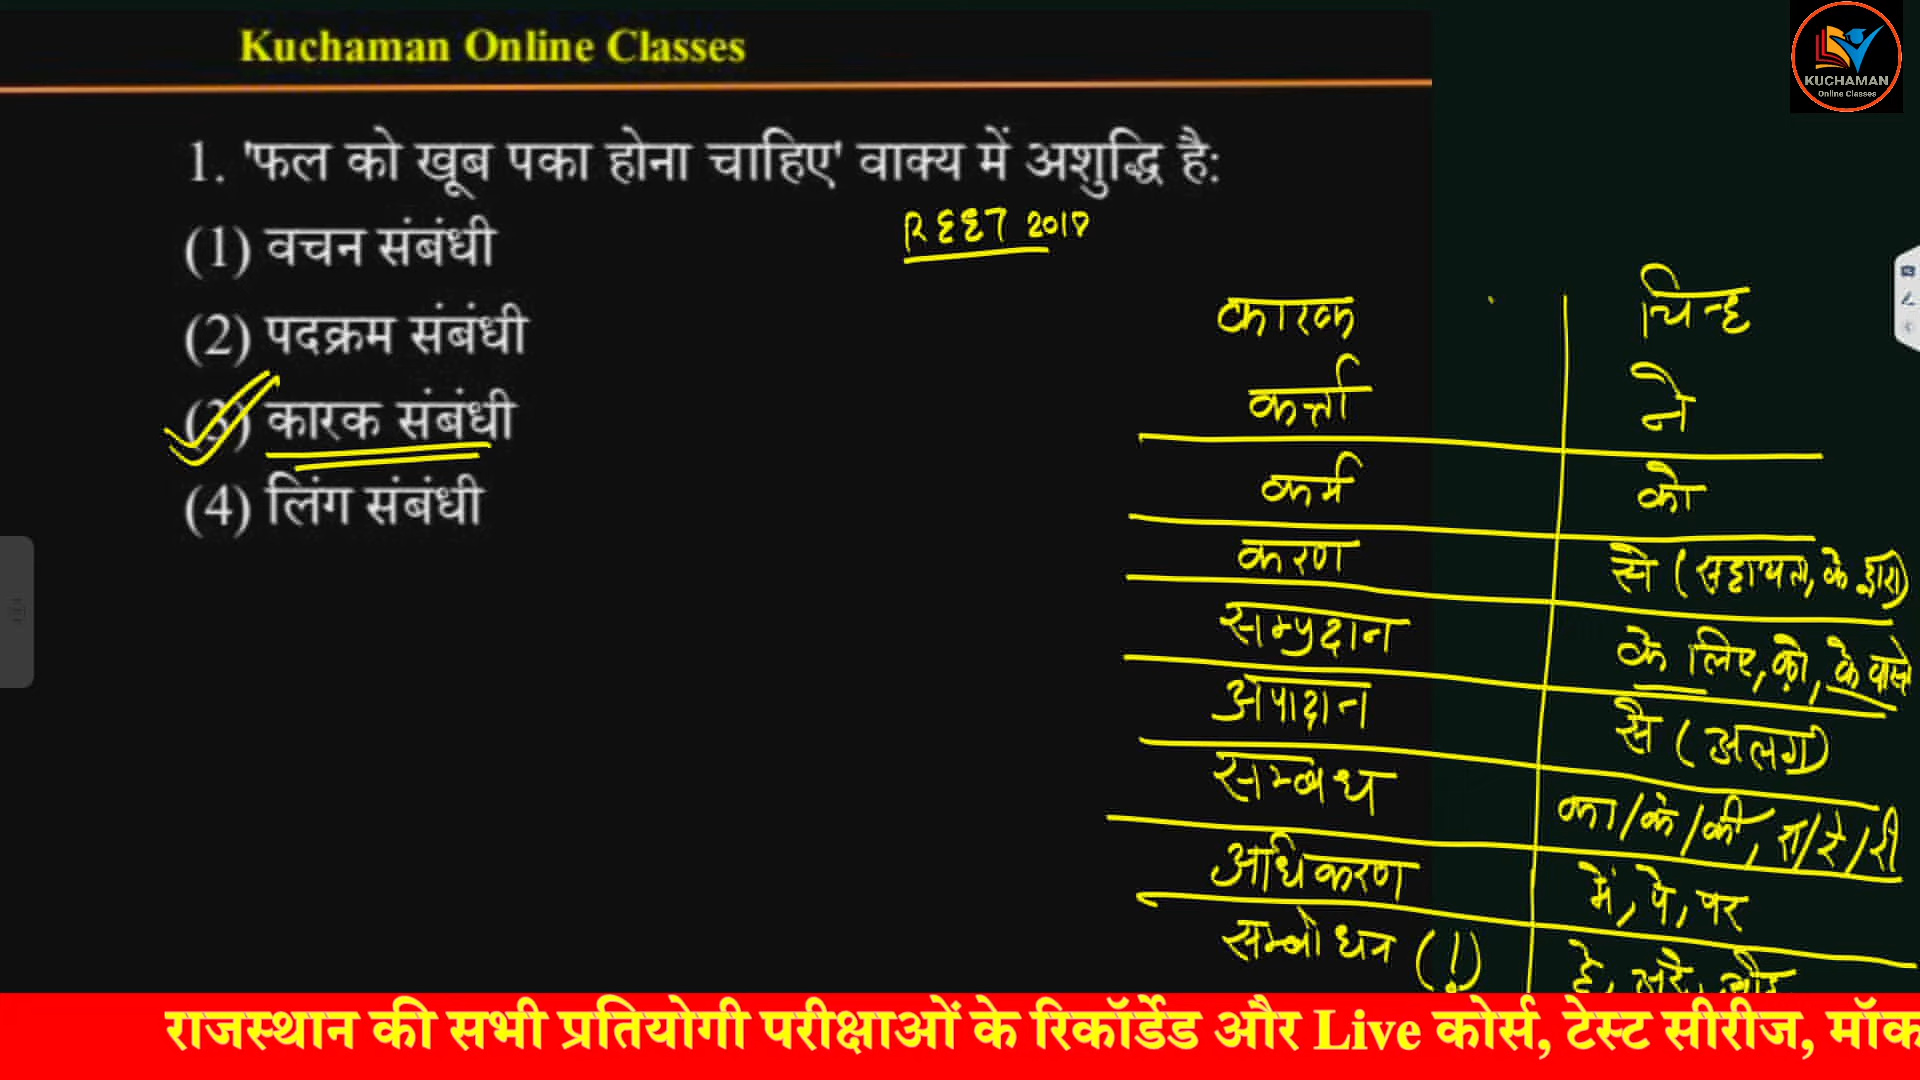 Kuchaman Online Classes
KUCHAMAN
Online Classes
1. 'फल को खूब पका होना चाहिए' वाक्य में अशुद्धि है:
REET 2017
(1) वचन संबंधी
(2) पदक्रम संबंधी
(3) कारक संबंधी
(4) लिंग संबंधी
कारक चिन्ह
कर्त्ता ने
कर्म को
करण से (सहायता, के द्वारा)
सम्प्रदान के लिए, को, के वास्ते
अपादान से (अलग)
सम्बंध का/के/की, रा/रे/री
अधिकरण में, पे, पर
सम्बोधन (!) हे, अरे,
राजस्थान की सभी प्रतियोगी परीक्षाओं के रिकॉर्डेड और Live कोर्स, टेस्ट सीरीज, मॉक